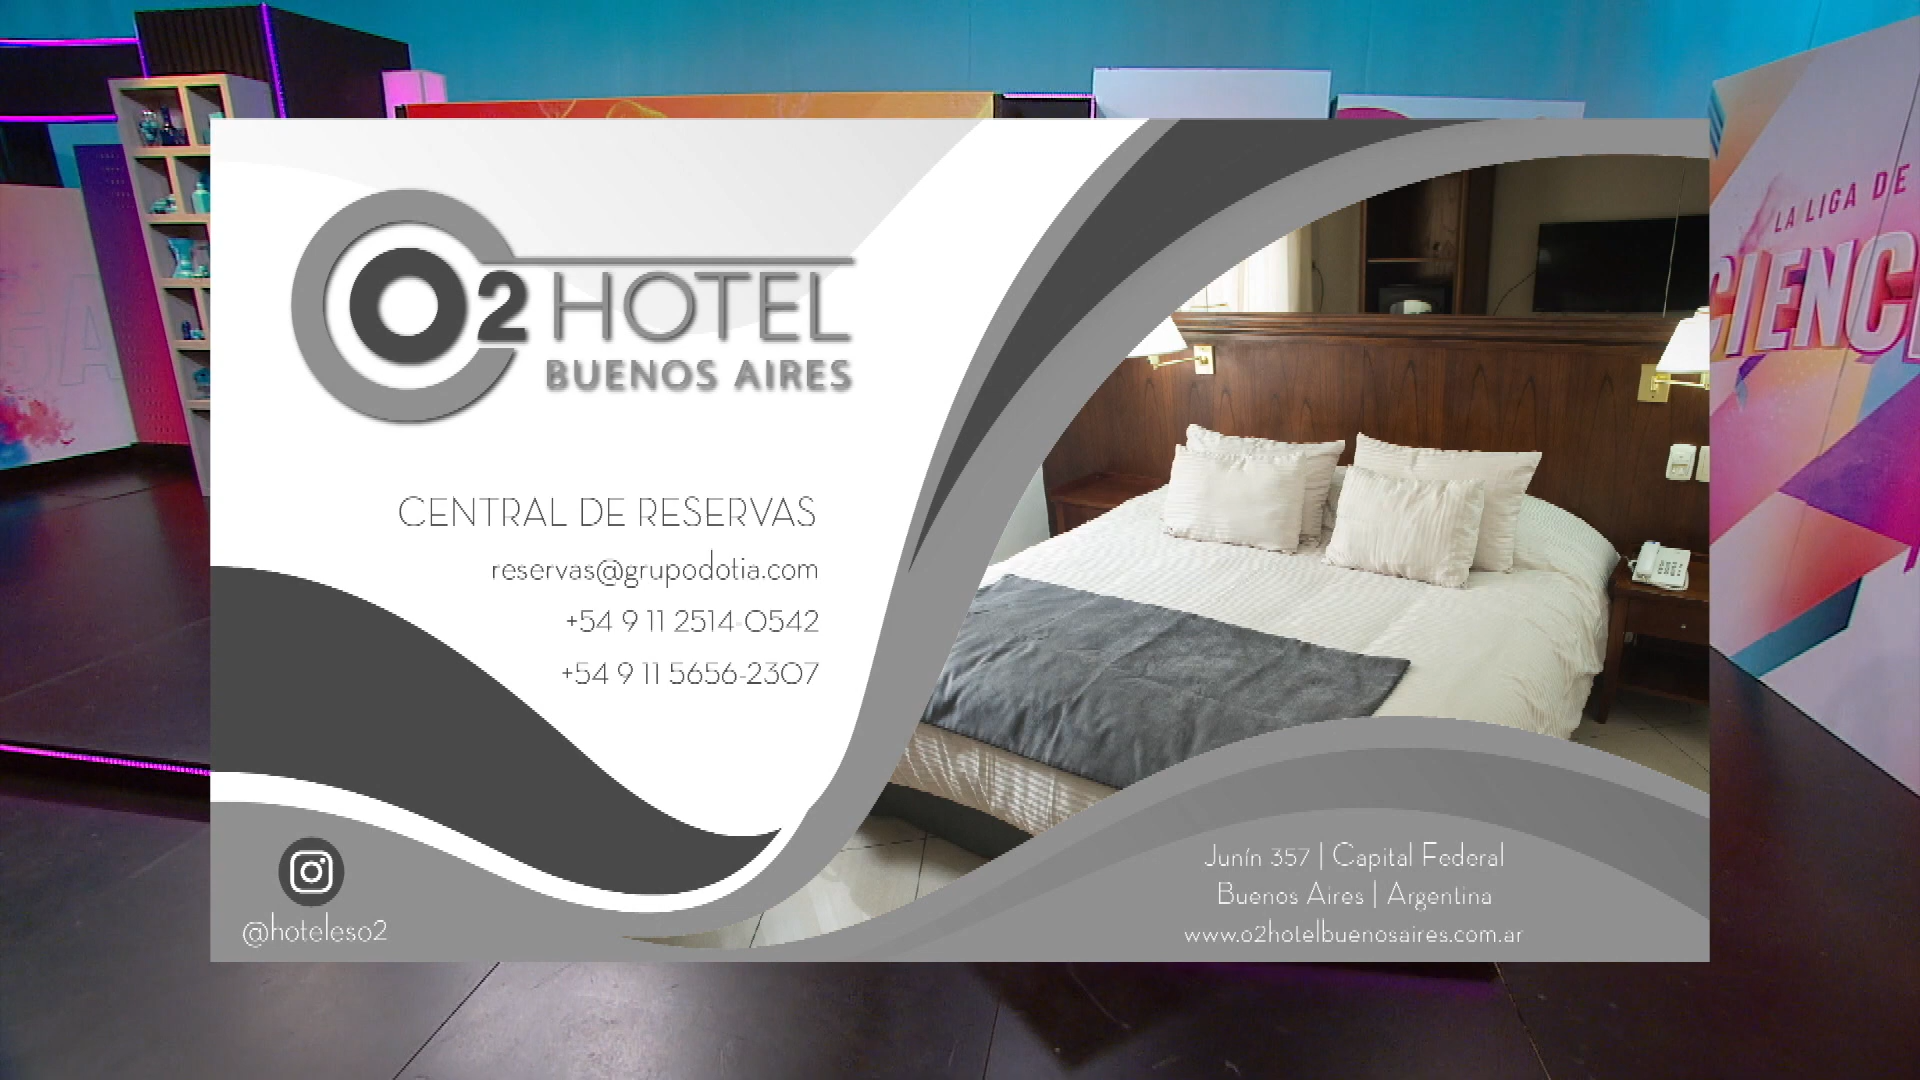 O2 HOTEL
BUENOS AIRES
CENTRAL DE RESERVAS
reservas@grupodotia.com
+54 9 11 2514-0542
+54 9 11 5656-2307
@hoteleso2
Junín 357 | Capital Federal
Buenos Aires | Argentina
www.o2hotelbuenosaires.com.ar
LA LIGA DE
CIENC